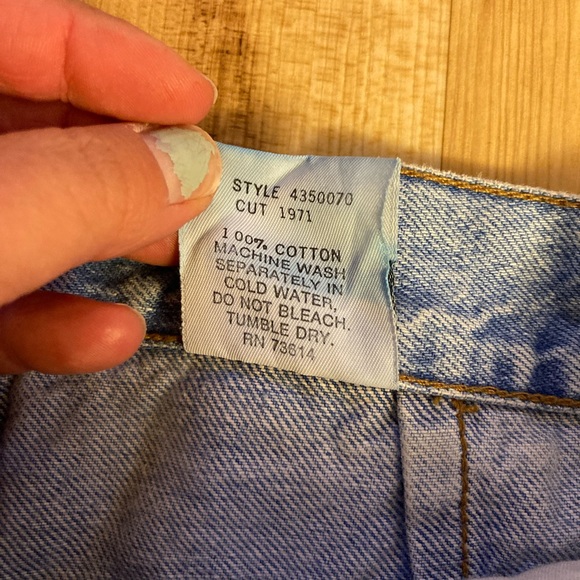 STYLE 4350070
CUT 1971
100% COTTON
MACHINE WASH
SEPARATELY IN
COLD WATER,
DO NOT BLEACH.
TUMBLE DRY.
RN 73614